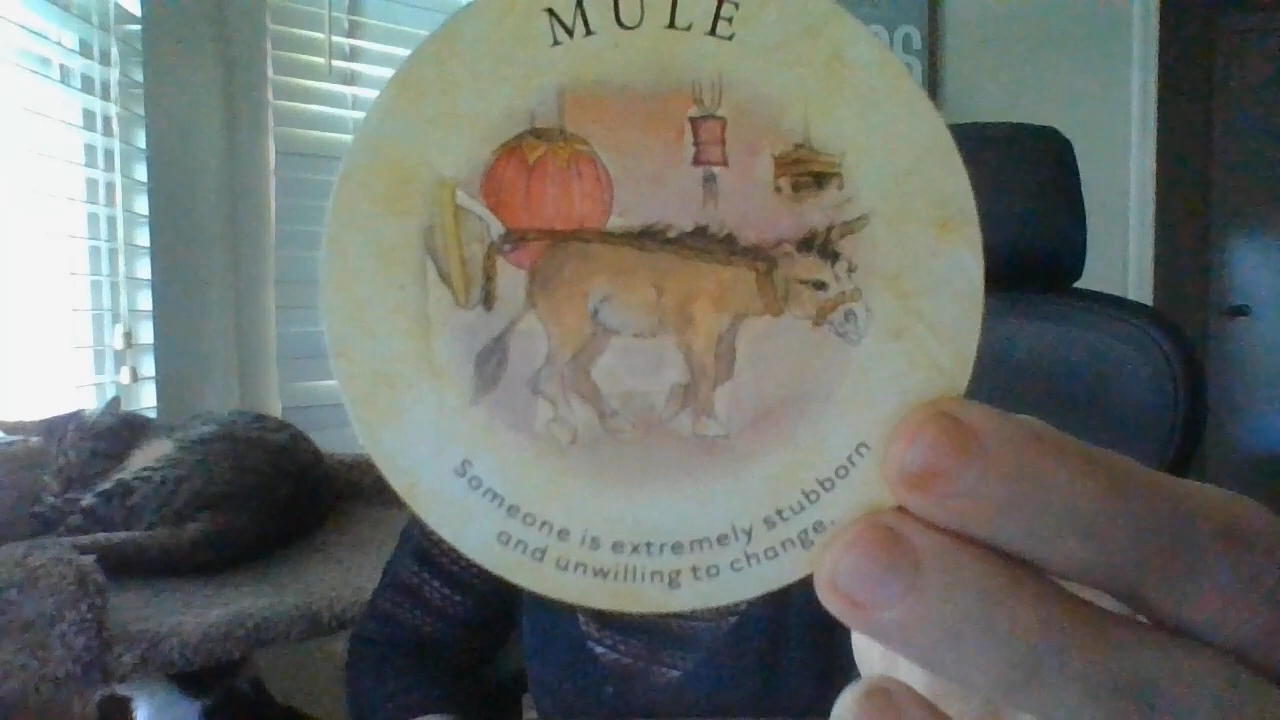 MULE
Someone is extremely stubborn
and unwilling to change.